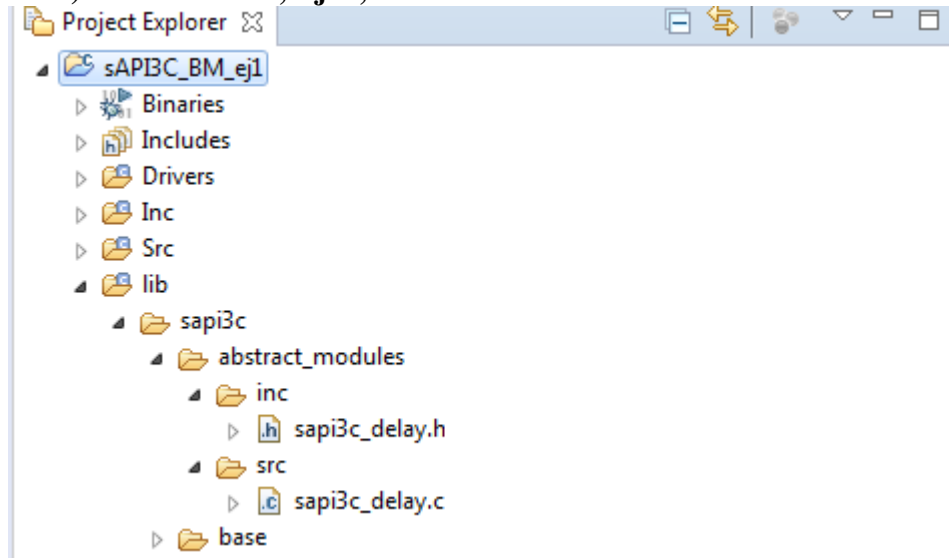 Project Explorer
sAPI3C_BM_ej1
Binaries
Includes
Drivers
Inc
Src
lib
sapi3c
abstract_modules
inc
.h sapi3c_delay.h
src
.c sapi3c_delay.c
base